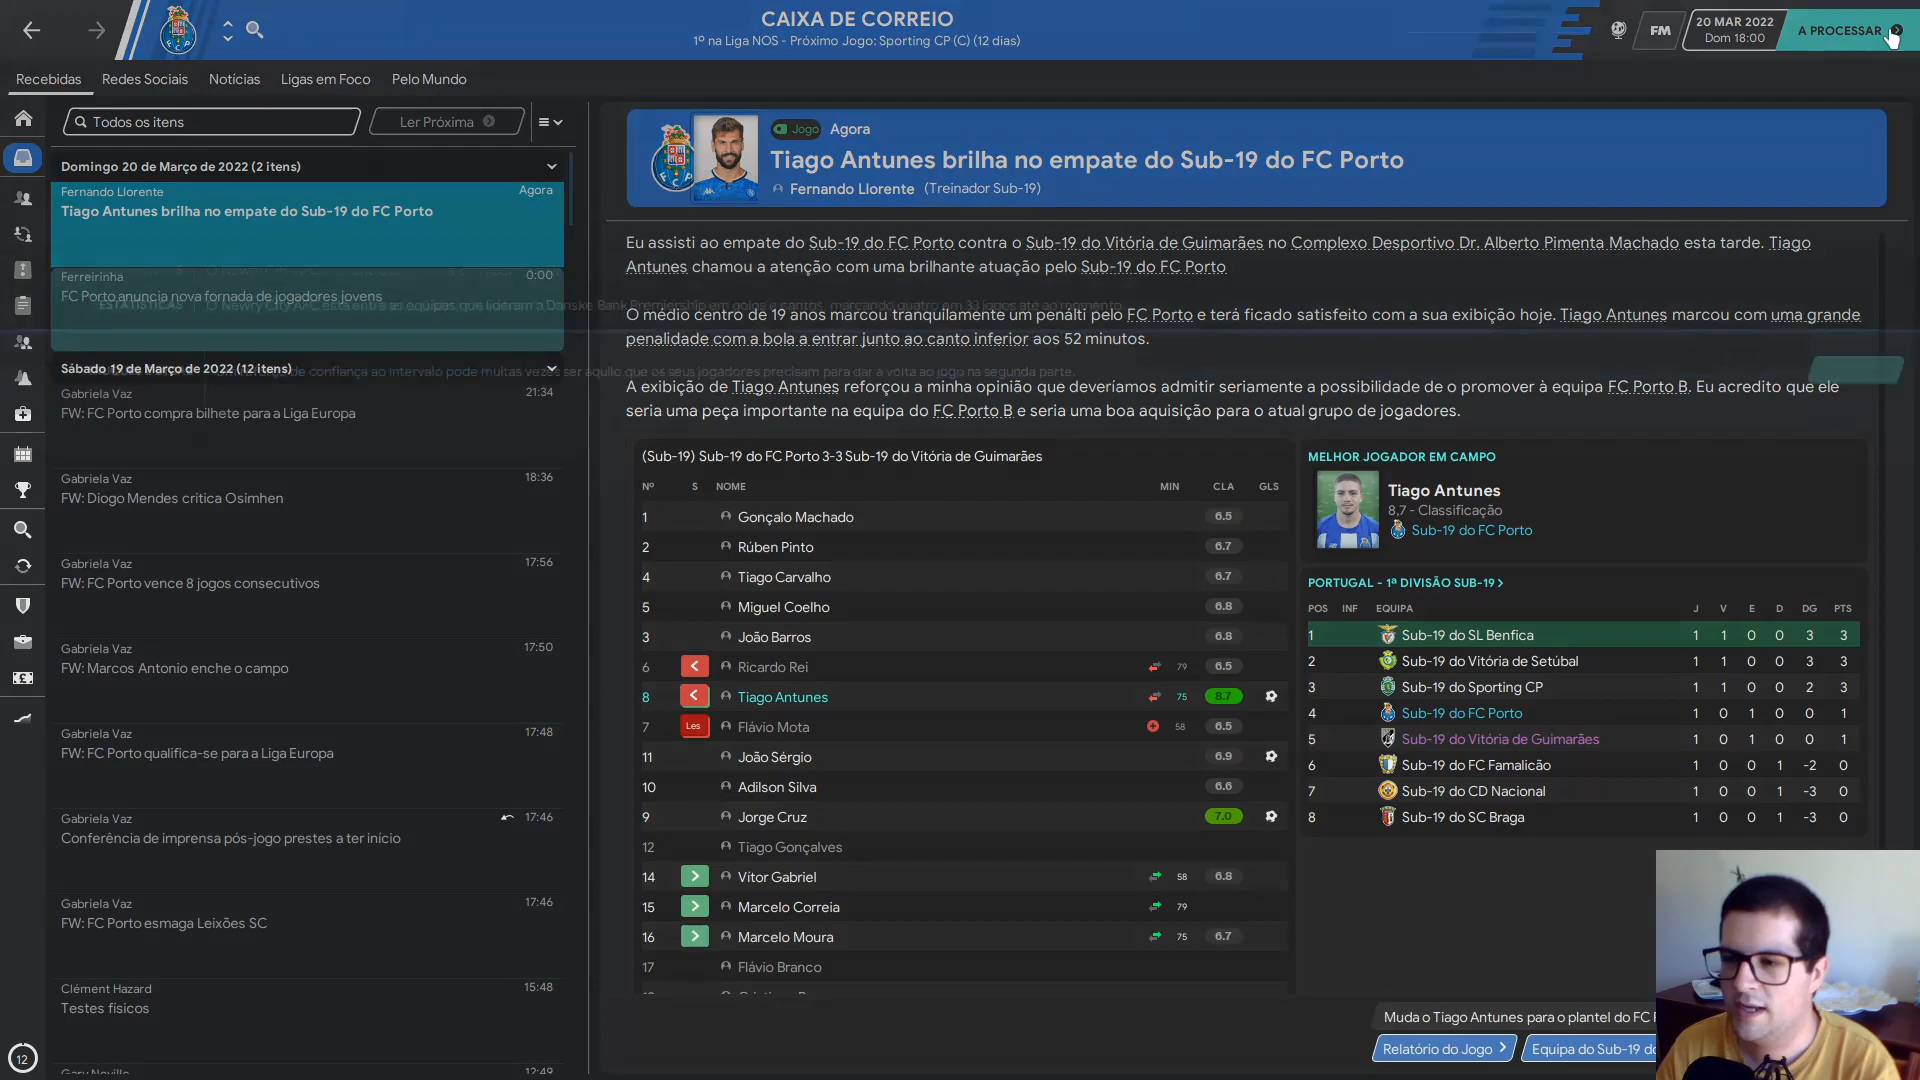 CAIXA DE CORREIO
1º na Liga NOS - Próximo Jogo: Sporting CP (C) (12 dias)
FM
20 MAR 2022
Dom 18:00
A PROCESSAR
Recebidas
Redes Sociais
Notícias
Ligas em Foco
Pelo Mundo
Todos os itens
Ler Próxima
Domingo 20 de Março de 2022 (2 itens)
Fernando Llorente
Agora
Tiago Antunes brilha no empate do Sub-19 do FC Porto
Ferreirinha
0:00
FC Porto anuncia nova fornada de jogadores jovens
Sábado 19 de Março de 2022 (12 itens)
Gabriela Vaz
21:34
FW: FC Porto compra bilhete para a Liga Europa
Gabriela Vaz
18:36
FW: Diogo Mendes critica Osimhen
Gabriela Vaz
17:56
FW: FC Porto vence 8 jogos consecutivos
Gabriela Vaz
17:50
FW: Marcos Antonio enche o campo
Gabriela Vaz
17:48
FW: FC Porto qualifica-se para a Liga Europa
Gabriela Vaz
17:46
Conferência de imprensa pós-jogo prestes a ter início
Gabriela Vaz
17:46
FW: FC Porto esmaga Leixões SC
Clément Hazard
15:48
Testes físicos
Gary Neville
12:49
12
Jogo Agora
Tiago Antunes brilha no empate do Sub-19 do FC Porto
Fernando Llorente (Treinador Sub-19)
Eu assisti ao empate do Sub-19 do FC Porto contra o Sub-19 do Vitória de Guimarães no Complexo Desportivo Dr. Alberto Pimenta Machado esta tarde. Tiago
Antunes chamou a atenção com uma brilhante atuação pelo Sub-19 do FC Porto
O médio centro de 19 anos marcou tranquilamente um penálti pelo FC Porto e terá ficado satisfeito com a sua exibição hoje. Tiago Antunes marcou com uma grande
penalidade com a bola a entrar junto ao canto inferior aos 52 minutos.
A exibição de Tiago Antunes reforçou a minha opinião que deveríamos admitir seriamente a possibilidade de o promover à equipa FC Porto B. Eu acredito que ele
seria uma peça importante na equipa do FC Porto B e seria uma boa aquisição para o atual grupo de jogadores.
(Sub-19) Sub-19 do FC Porto 3-3 Sub-19 do Vitória de Guimarães
Nº S NOME MIN CLA GLS
1 Gonçalo Machado 6.5
2 Rúben Pinto 6.7
4 Tiago Carvalho 6.7
5 Miguel Coelho 6.8
3 João Barros 6.8
6 Ricardo Rei 79 6.5
8 Tiago Antunes 75 8.7
7 Les Flávio Mota 58 6.5
11 João Sérgio 6.9
10 Adilson Silva 6.6
9 Jorge Cruz 7.0
12 Tiago Gonçalves
14 Vítor Gabriel 58 6.8
15 Marcelo Correia 79
16 Marcelo Moura 75 6.7
17 Flávio Branco
MELHOR JOGADOR EM CAMPO
Tiago Antunes
8,7 - Classificação
Sub-19 do FC Porto
PORTUGAL - 1ª DIVISÃO SUB-19
POS INF EQUIPA J V E D DG PTS
1 Sub-19 do SL Benfica 1 1 0 0 3 3
2 Sub-19 do Vitória de Setúbal 1 1 0 0 3 3
3 Sub-19 do Sporting CP 1 1 0 0 2 3
4 Sub-19 do FC Porto 1 0 1 0 0 1
5 Sub-19 do Vitória de Guimarães 1 0 1 0 0 1
6 Sub-19 do FC Famalicão 1 0 0 1 -2 0
7 Sub-19 do CD Nacional 1 0 0 1 -3 0
8 Sub-19 do SC Braga 1 0 0 1 -3 0
Muda o Tiago Antunes para o plantel do FC
Relatório do Jogo
Equipa do Sub-19 do